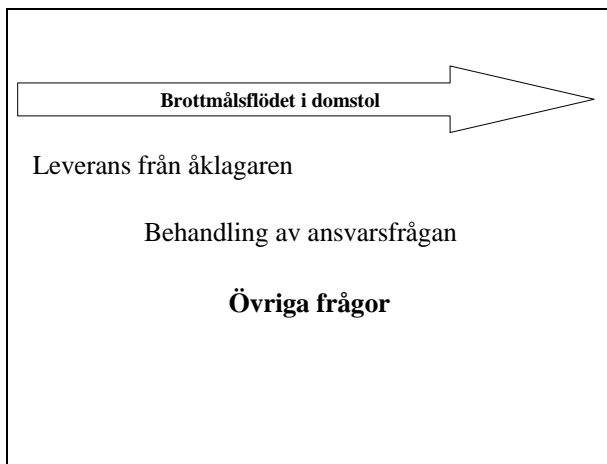 Brottmålsflödet i domstol
Leverans från åklagaren
Behandling av ansvarsfrågan
Övriga frågor